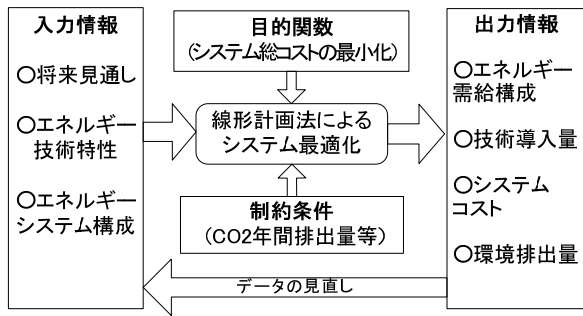 入力情報
○将来見通し
○エネルギー
技術特性
○エネルギー
システム構成
目的関数
(システム総コストの最小化)
線形計画法による
システム最適化
制約条件
(CO2年間排出量等)
出力情報
○エネルギー
需給構成
○技術導入量
○システム
コスト
○環境排出量
データの見直し